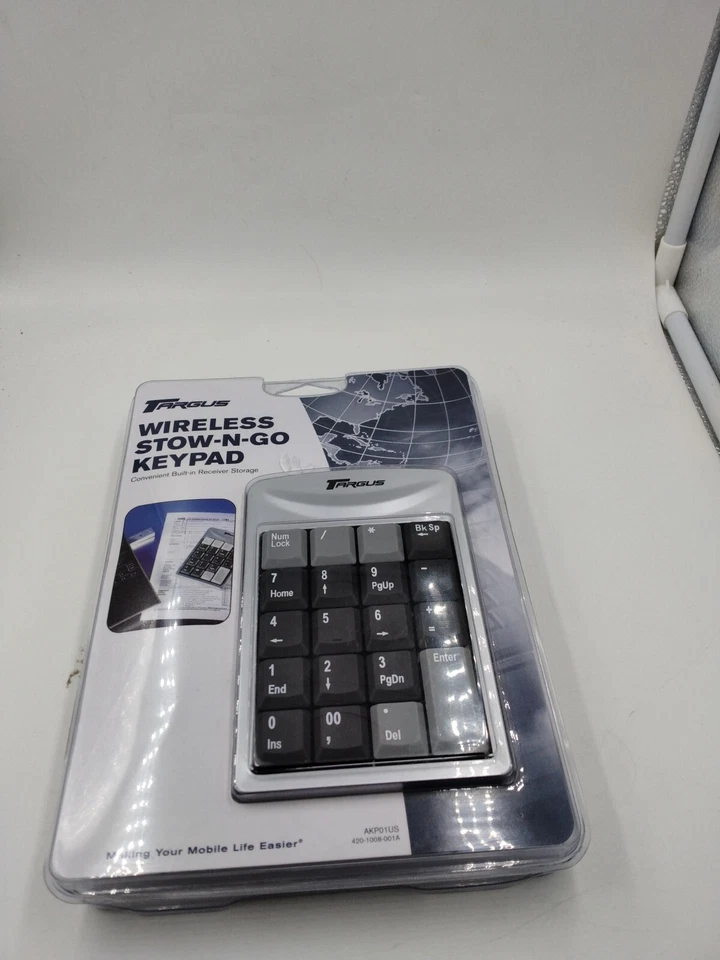 TARGUS
WIRELESS
STOW-N-GO
KEYPAD
Convenient Built-in Receiver Storage
TARGUS
Num Lock / * Bk Sp ←
7 Home 8 ↑ 9 PgUp -
4 ← 5 6 → + =
1 End 2 ↓ 3 PgDn Enter
0 Ins 00 , . Del
Making Your Mobile Life Easier®
AKP01US
420-1008-001A